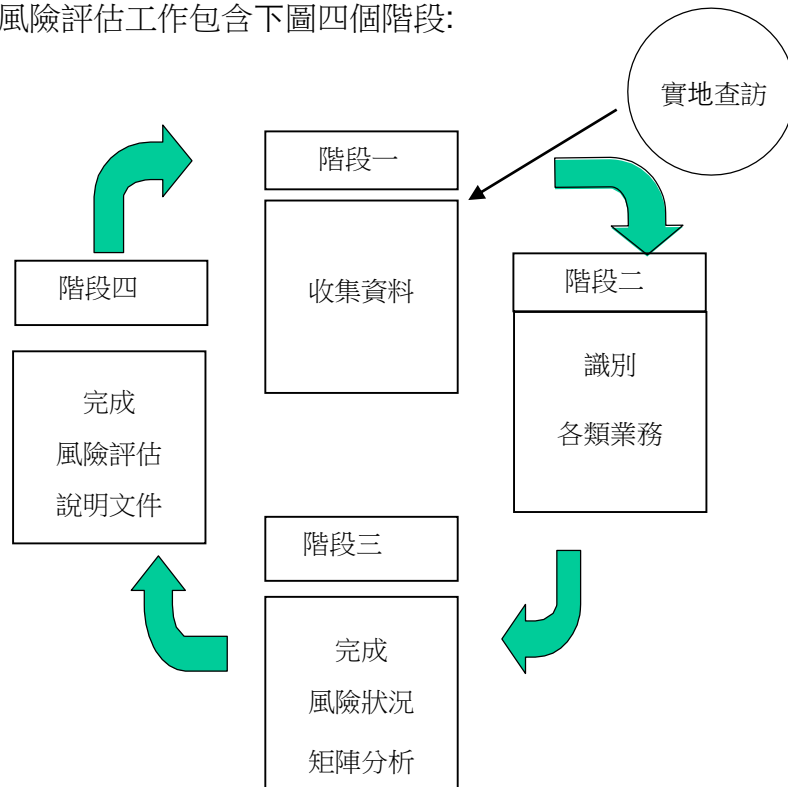 風險評估工作包含下圖四個階段:
實地查訪
階段一
收集資料
階段二
識別
各類業務
階段三
完成
風險狀況
矩陣分析
階段四
完成
風險評估
說明文件